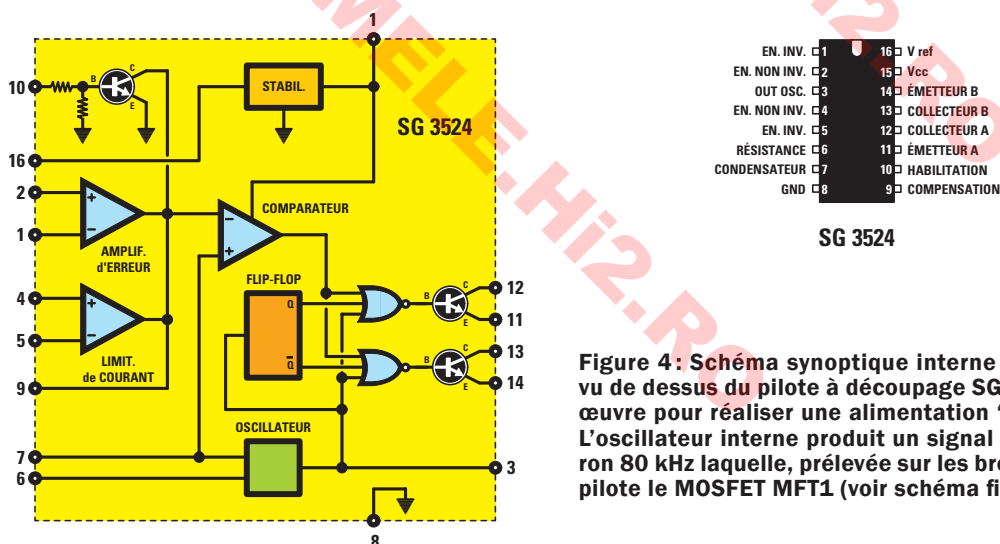 1
10
B
C
E
STABIL.
SG 3524
16
2
+
−
1
AMPLIF.
d'ERREUR
COMPARATEUR
−
+
FLIP-FLOP
Q
Q
4
+
−
5
LIMIT.
de COURANT
9
B
C
E
12
11
B
C
E
13
14
OSCILLATEUR
7
6
3
8
EN. INV. 1 16 V ref
EN. NON INV. 2 15 Vcc
OUT OSC. 3 14 ÉMETTEUR B
EN. NON INV. 4 13 COLLECTEUR B
EN. INV. 5 12 COLLECTEUR A
RÉSISTANCE 6 11 ÉMETTEUR A
CONDENSATEUR 7 10 HABILITATION
GND 8 9 COMPENSATION
SG 3524
Figure 4: Schéma synoptique interne
vu de dessus du pilote à découpage SG
œuvre pour réaliser une alimentation
L'oscillateur interne produit un signal
ron 80 kHz laquelle, prélevée sur les bro
pilote le MOSFET MFT1 (voir schéma fi
MELE.Hi2.RO
Hi2.RO